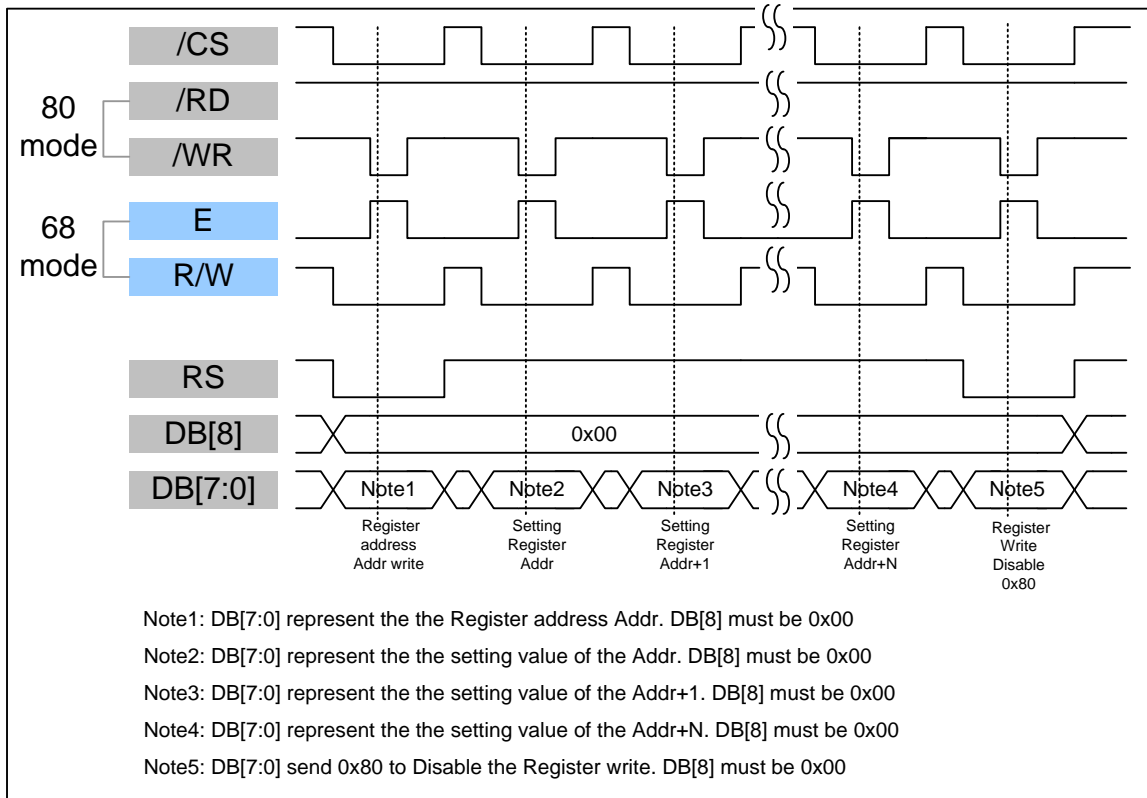 /CS
80
mode
/RD
/WR
68
mode
E
R/W
RS
DB[8]
0x00
DB[7:0]
Note1
Note2
Note3
Note4
Note5
Register
address
Addr write
Setting
Register
Addr
Setting
Register
Addr+1
Setting
Register
Addr+N
Register
Write
Disable
0x80
Note1: DB[7:0] represent the the Register address Addr. DB[8] must be 0x00
Note2: DB[7:0] represent the the setting value of the Addr. DB[8] must be 0x00
Note3: DB[7:0] represent the the setting value of the Addr+1. DB[8] must be 0x00
Note4: DB[7:0] represent the the setting value of the Addr+N. DB[8] must be 0x00
Note5: DB[7:0] send 0x80 to Disable the Register write. DB[8] must be 0x00